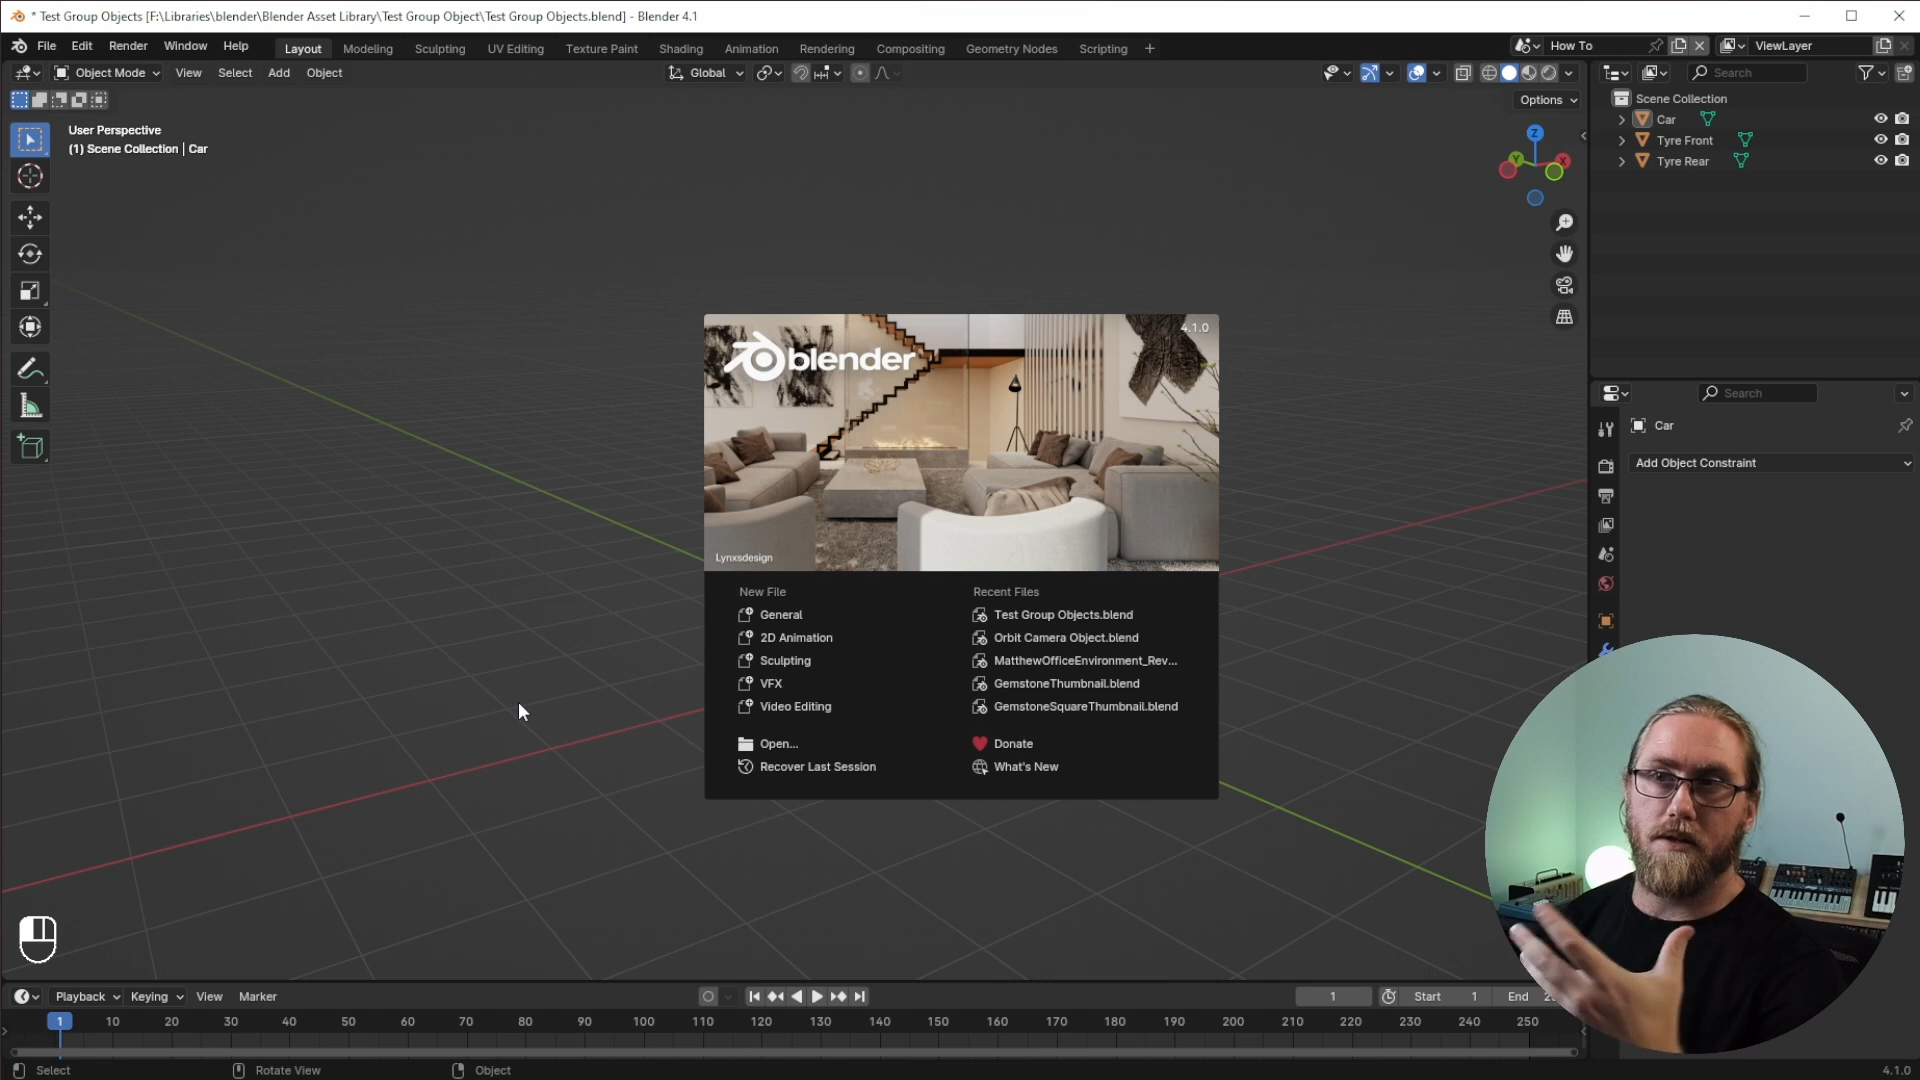 * Test Group Objects [F:\Libraries\blender\Blender Asset Library\Test Group Object\Test Group Objects.blend] - Blender 4.1
File Edit Render Window Help Layout Modeling Sculpting UV Editing Texture Paint Shading Animation Rendering Compositing Geometry Nodes Scripting + How To ViewLayer
Object Mode View Select Add Object Global Search
Options
Scene Collection
Car
Tyre Front
Tyre Rear
User Perspective
(1) Scene Collection | Car
Z
Y
X
Search
Car
Add Object Constraint
4.1.0
blender
Lynxsdesign
New File
General
2D Animation
Sculpting
VFX
Video Editing
Open...
Recover Last Session
Recent Files
Test Group Objects.blend
Orbit Camera Object.blend
MatthewOfficeEnvironment_Rev...
GemstoneThumbnail.blend
GemstoneSquareThumbnail.blend
Donate
What's New
Playback Keying View Marker 1 Start 1 End
1 10 20 30 40 50 60 70 80 90 100 110 120 130 140 150 160 170 180 190 200 210 220 230 240 250
Select Rotate View Object 4.1.0